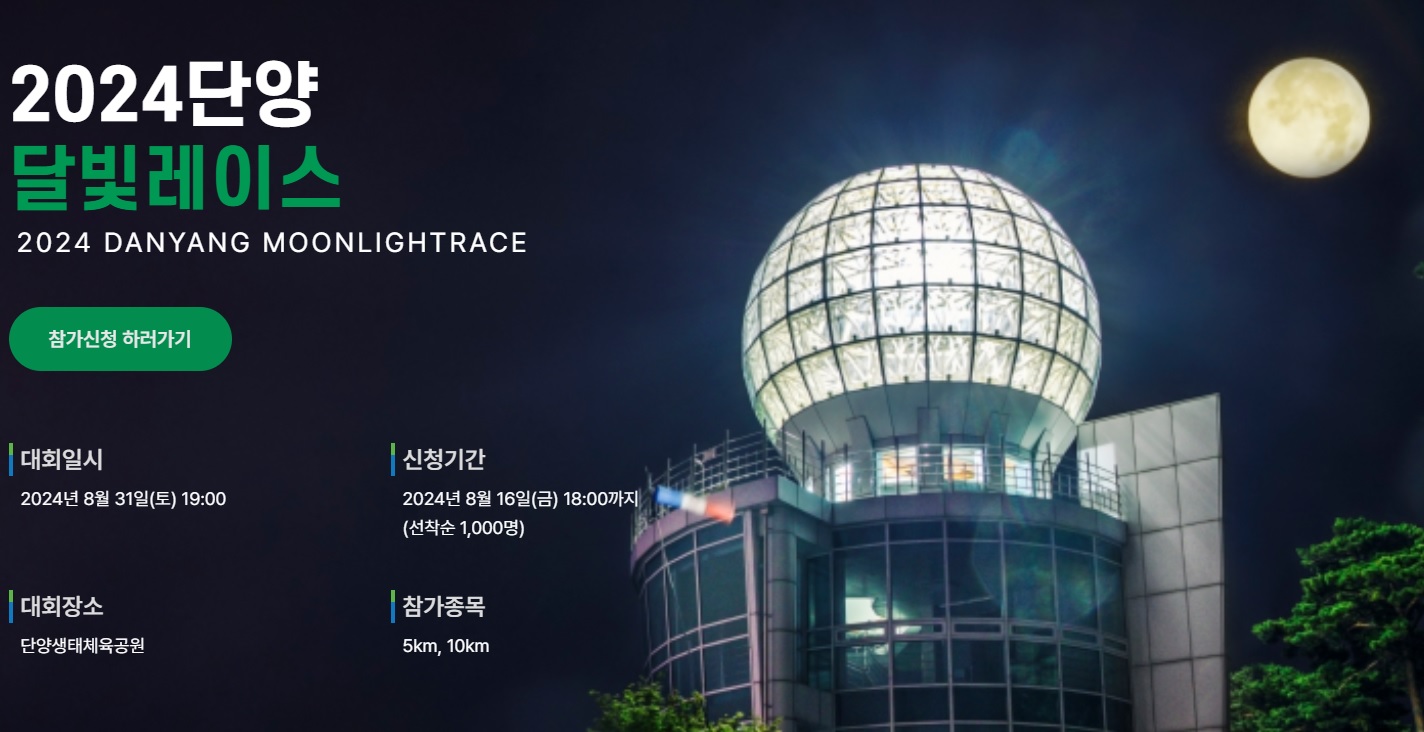 2024단양
달빛레이스
2024 DANYANG MOONLIGHTRACE
참가신청 하러가기
대회일시
2024년 8월 31일(토) 19:00
신청기간
2024년 8월 16일(금) 18:00까지
(선착순 1,000명)
대회장소
단양생태체육공원
참가종목
5km, 10km